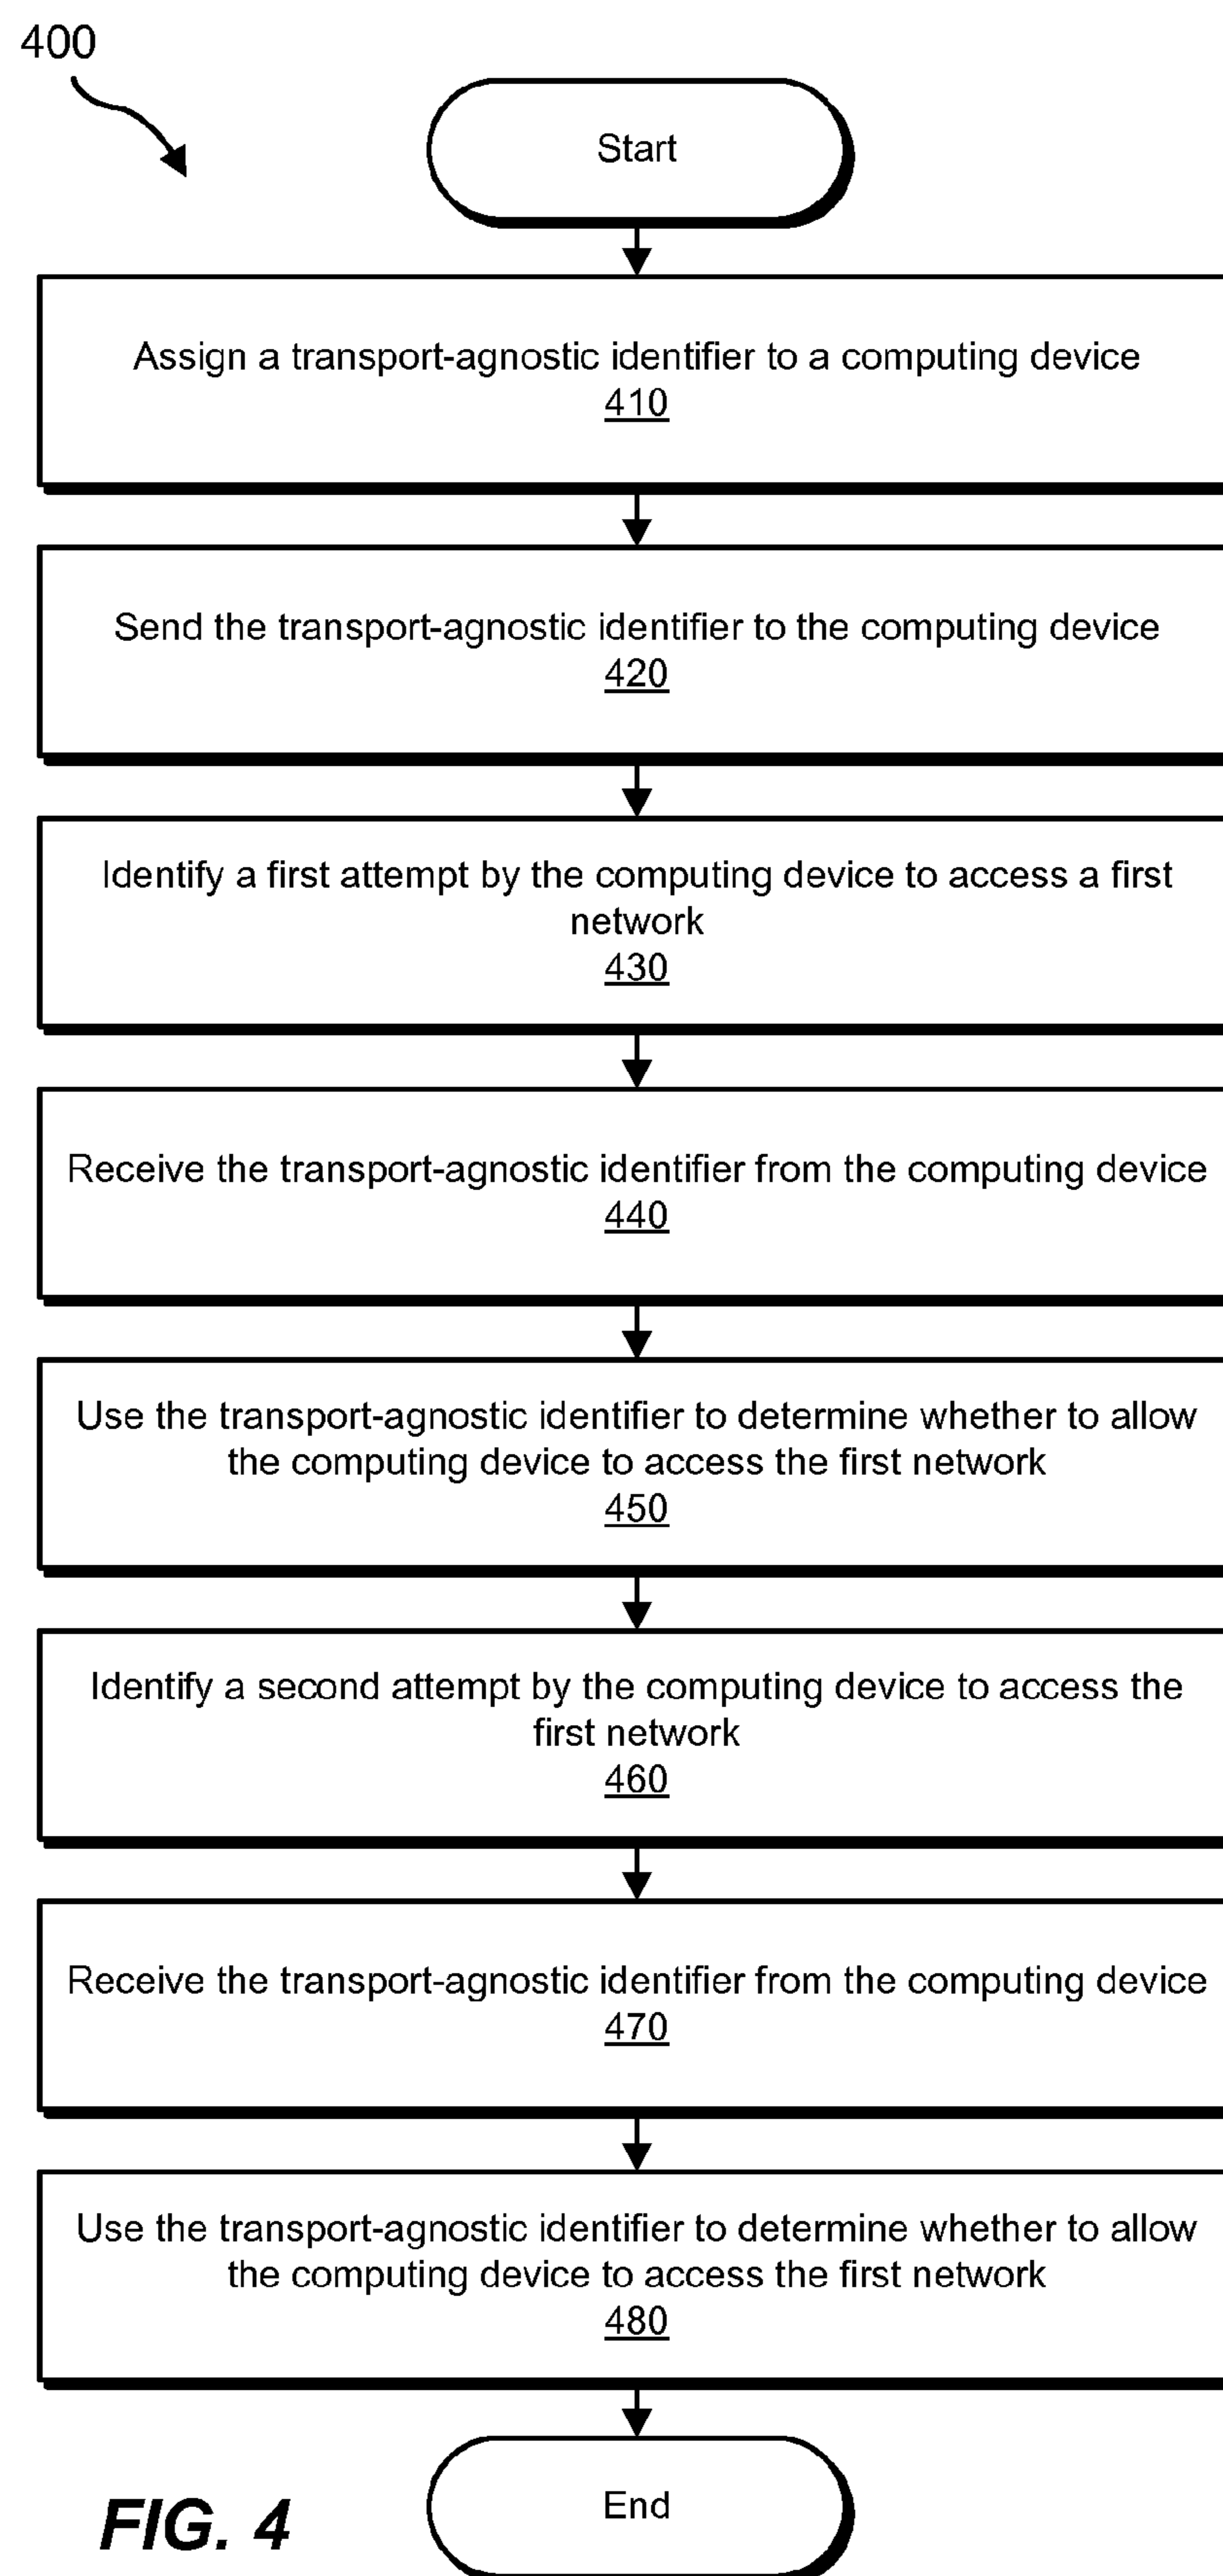 400
Start
Assign a transport-agnostic identifier to a computing device
410
Send the transport-agnostic identifier to the computing device
420
Identify a first attempt by the computing device to access a first
network
430
Receive the transport-agnostic identifier from the computing device
440
Use the transport-agnostic identifier to determine whether to allow
the computing device to access the first network
450
Identify a second attempt by the computing device to access the
first network
460
Receive the transport-agnostic identifier from the computing device
470
Use the transport-agnostic identifier to determine whether to allow
the computing device to access the first network
480
End
FIG. 4